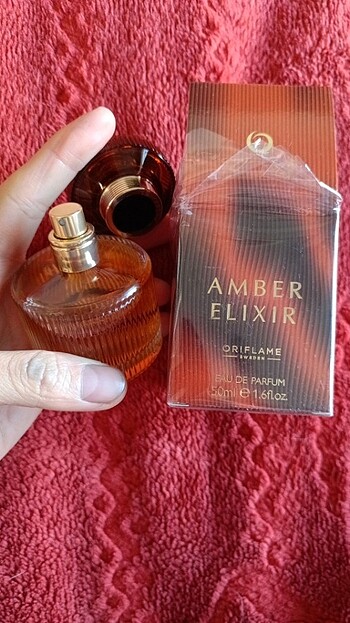 AMBER
ELIXIR
ORIFLAME
SWEDEN
EAU DE PARFUM
50ml e 1.6fl.oz.